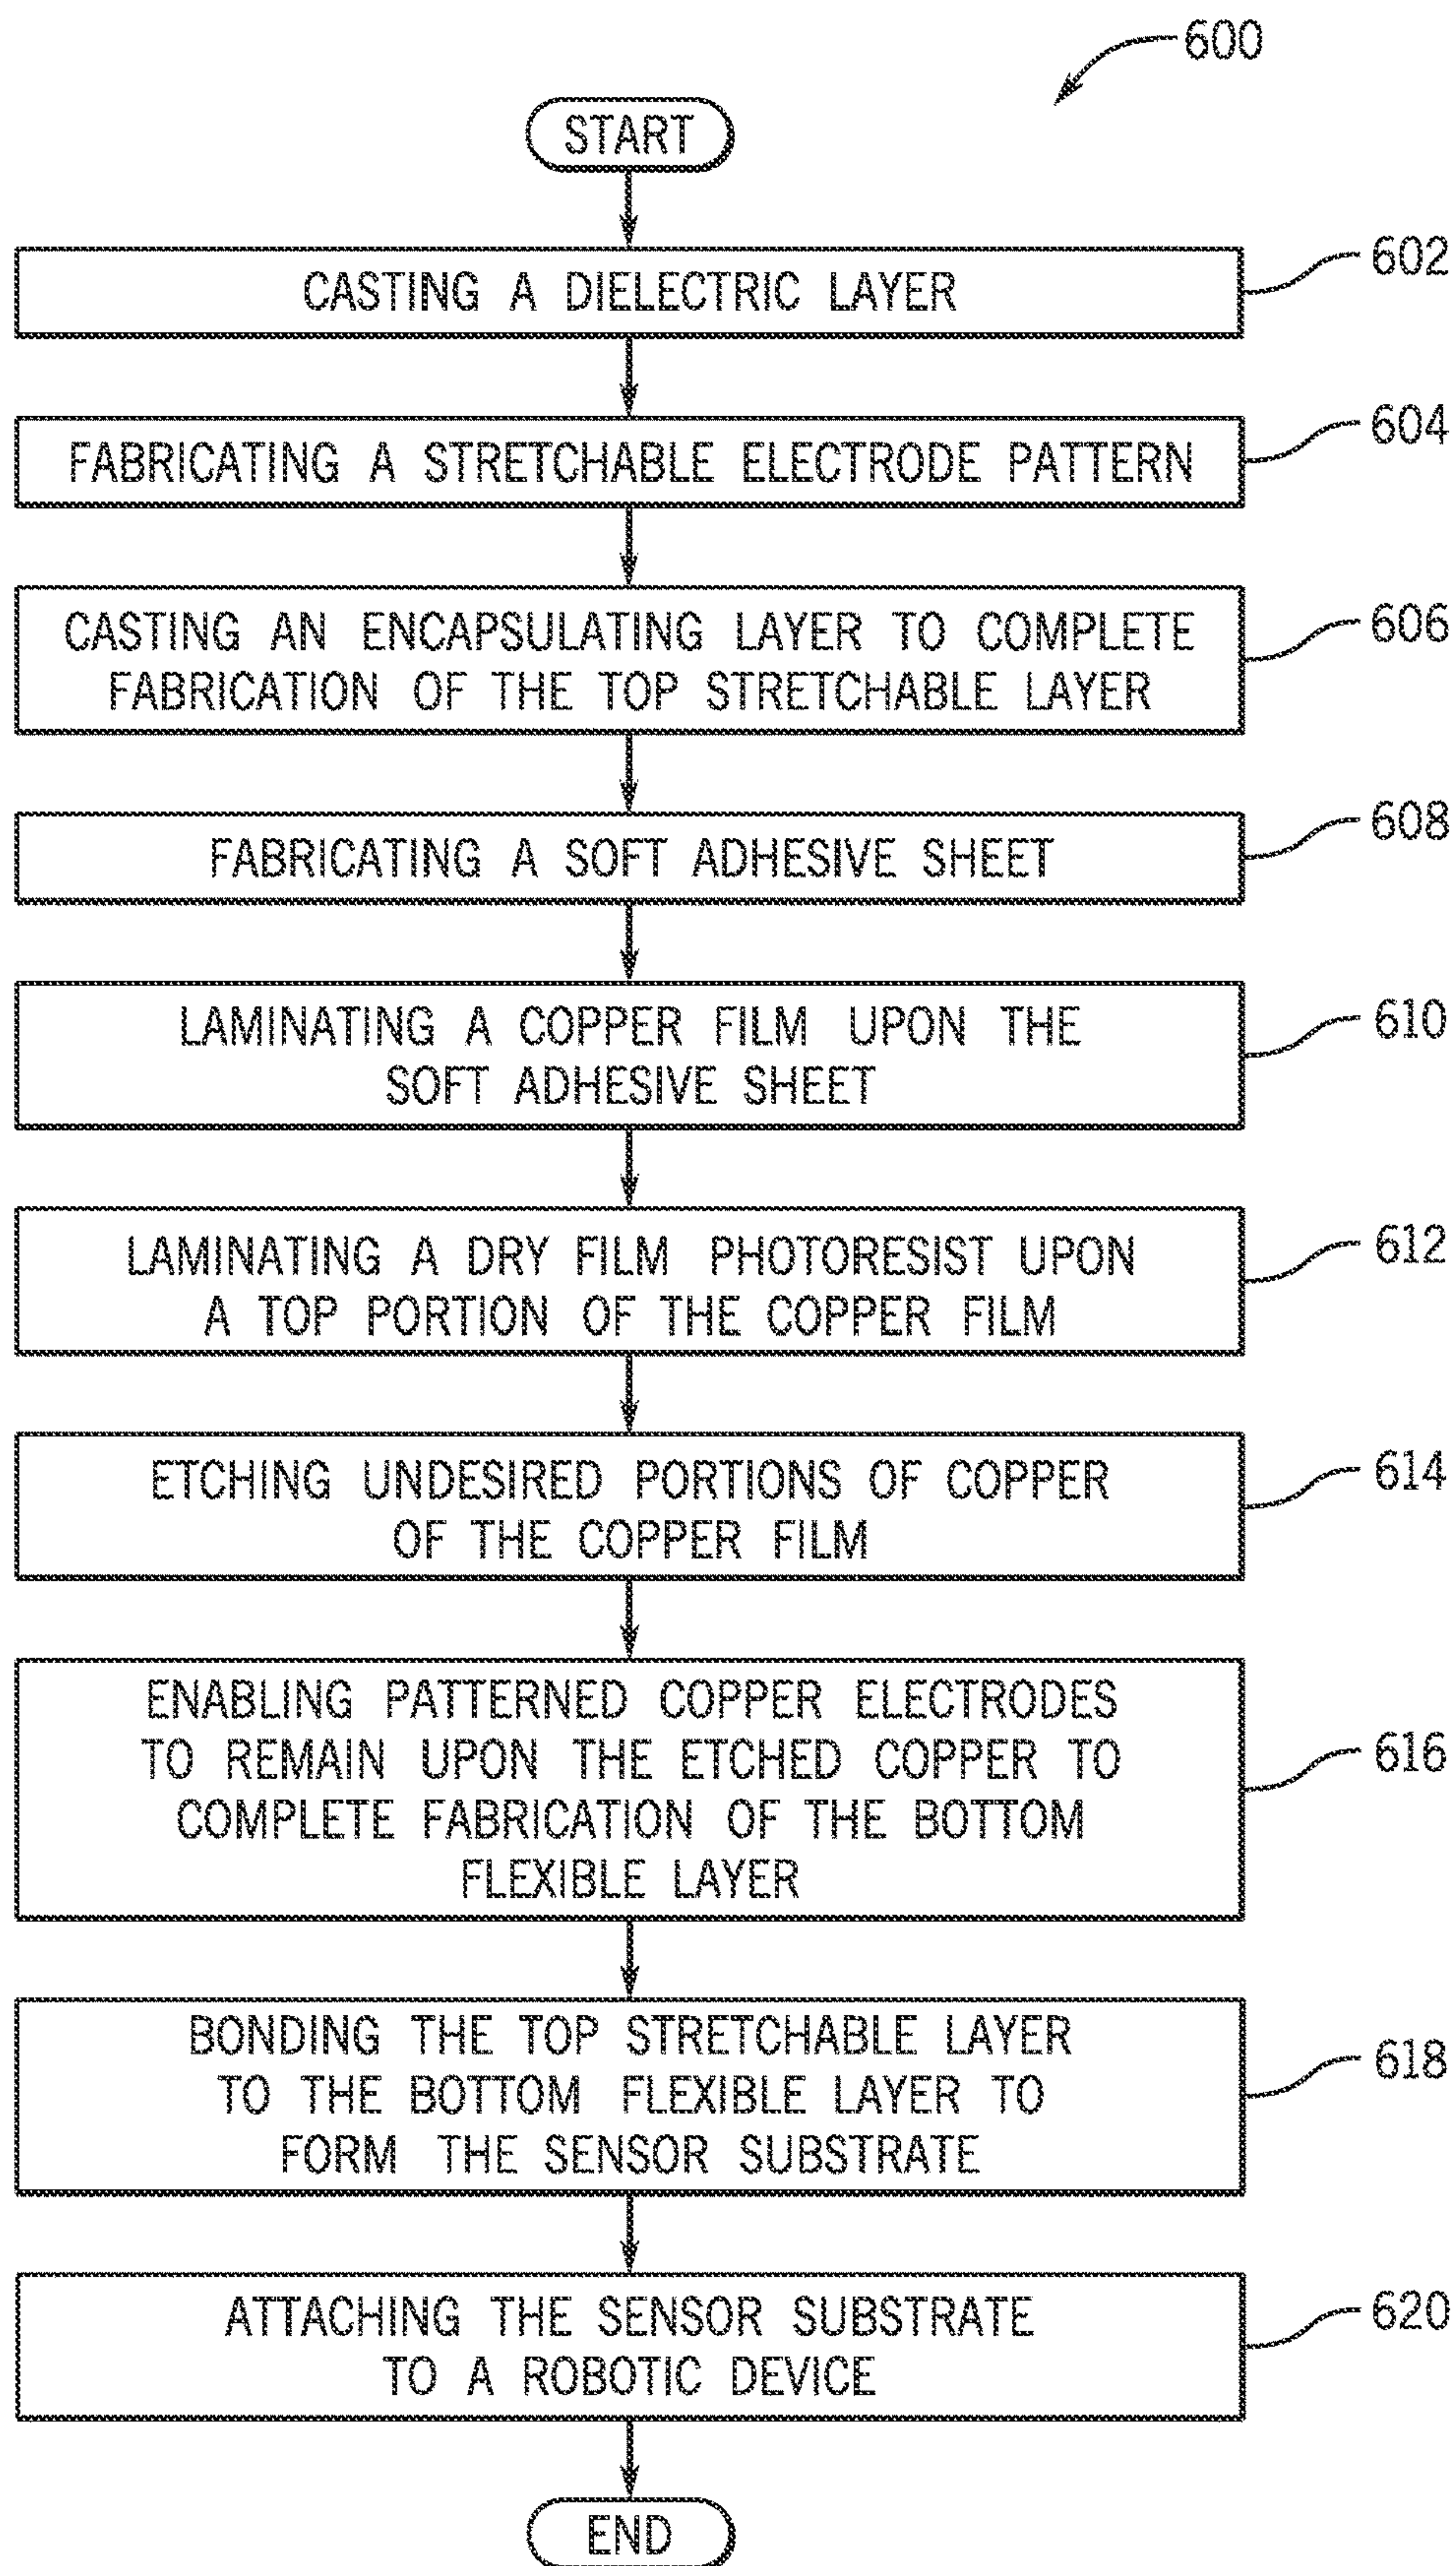 600
START
CASTING A DIELECTRIC LAYER
602
FABRICATING A STRETCHABLE ELECTRODE PATTERN
604
CASTING AN ENCAPSULATING LAYER TO COMPLETE
FABRICATION OF THE TOP STRETCHABLE LAYER
606
FABRICATING A SOFT ADHESIVE SHEET
608
LAMINATING A COPPER FILM UPON THE
SOFT ADHESIVE SHEET
610
LAMINATING A DRY FILM PHOTORESIST UPON
A TOP PORTION OF THE COPPER FILM
612
ETCHING UNDESIRED PORTIONS OF COPPER
OF THE COPPER FILM
614
ENABLING PATTERNED COPPER ELECTRODES
TO REMAIN UPON THE ETCHED COPPER TO
COMPLETE FABRICATION OF THE BOTTOM
FLEXIBLE LAYER
616
BONDING THE TOP STRETCHABLE LAYER
TO THE BOTTOM FLEXIBLE LAYER TO
FORM THE SENSOR SUBSTRATE
618
ATTACHING THE SENSOR SUBSTRATE
TO A ROBOTIC DEVICE
620
END